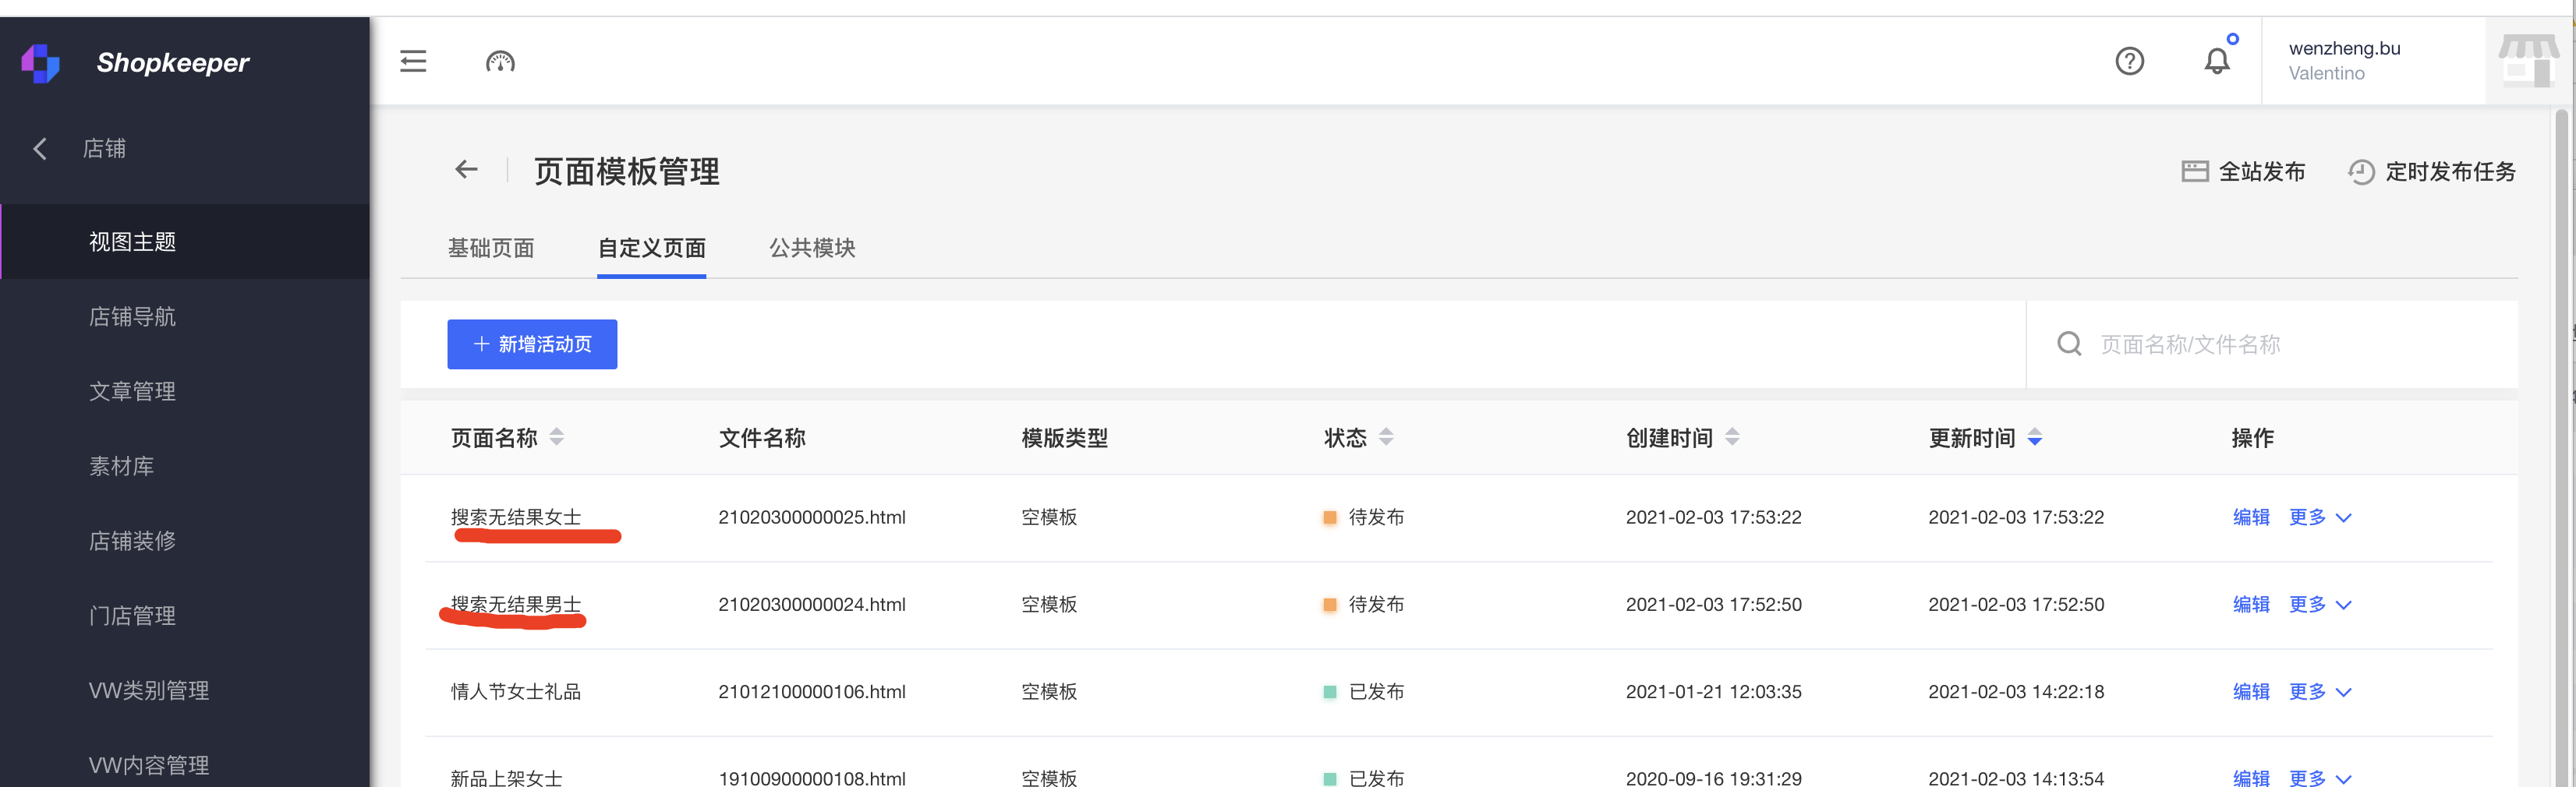 Shopkeeper
wenzheng.bu
Valentino
店铺
视图主题
店铺导航
文章管理
素材库
店铺装修
门店管理
VW类别管理
VW内容管理
页面模板管理
全站发布 定时发布任务
基础页面 自定义页面 公共模块
+ 新增活动页
页面名称/文件名称
页面名称 文件名称 模版类型 状态 创建时间 更新时间 操作
搜索无结果女士 21020300000025.html 空模板 待发布 2021-02-03 17:53:22 2021-02-03 17:53:22 编辑 更多
搜索无结果男士 21020300000024.html 空模板 待发布 2021-02-03 17:52:50 2021-02-03 17:52:50 编辑 更多
情人节女士礼品 21012100000106.html 空模板 已发布 2021-01-21 12:03:35 2021-02-03 14:22:18 编辑 更多
新品上架女士 19100900000108.html 空模板 已发布 2020-09-16 19:31:29 2021-02-03 14:13:54 编辑 更多